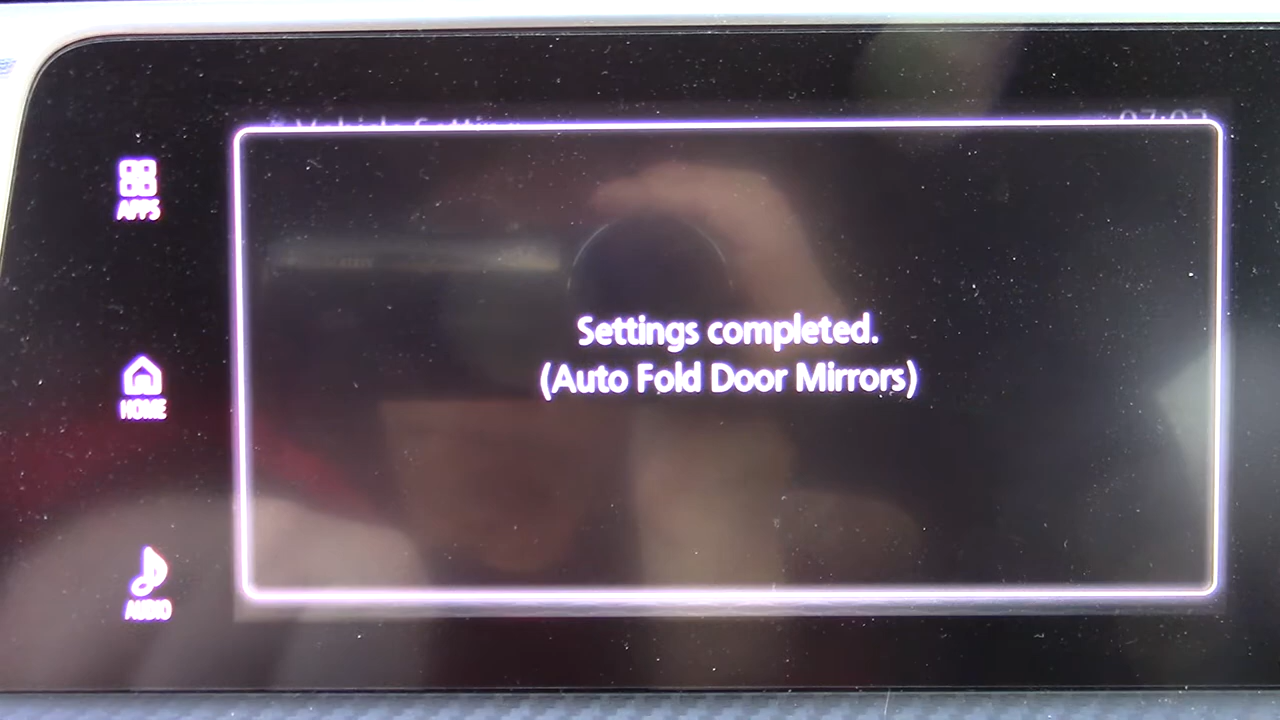 APPS
HOME
AUDIO
Settings completed.
(Auto Fold Door Mirrors)